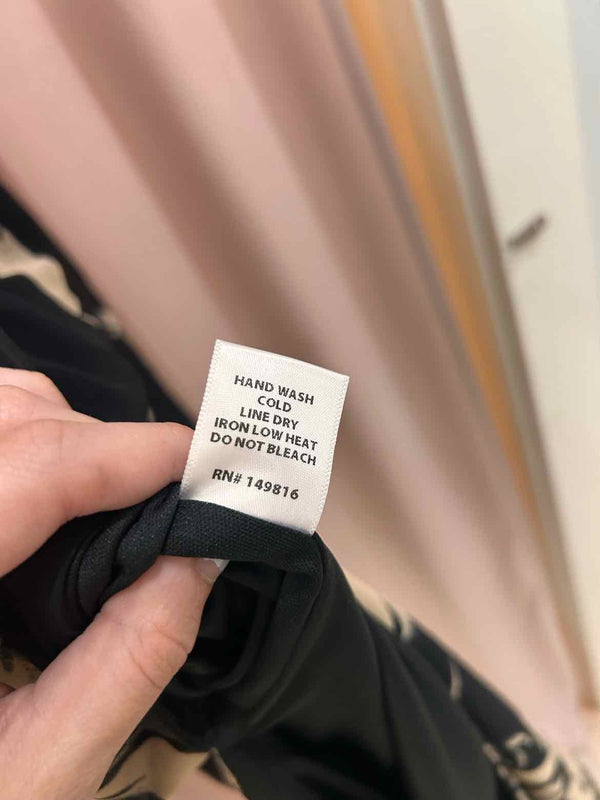 HAND WASH
COLD
LINE DRY
IRON LOW HEAT
DO NOT BLEACH
RN# 149816